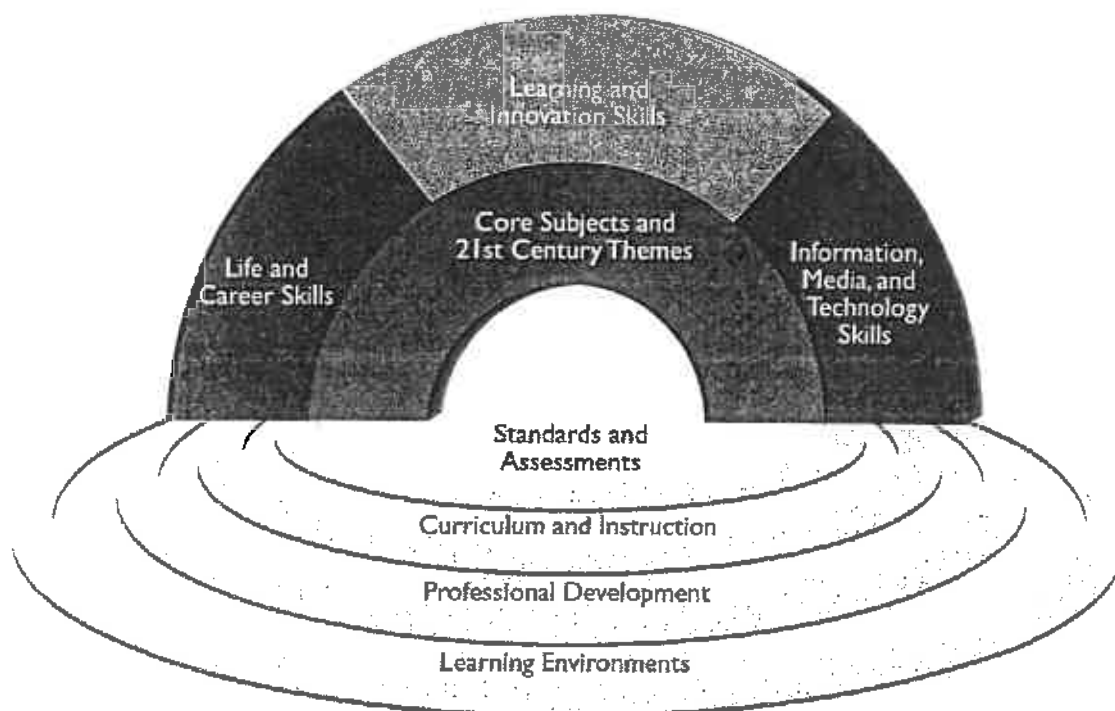 Learning and
Innovation Skills
Core Subjects and
21st Century Themes
Life and
Career Skills
Information,
Media, and
Technology
Skills
Standards and
Assessments
Curriculum and Instruction
Professional Development
Learning Environments